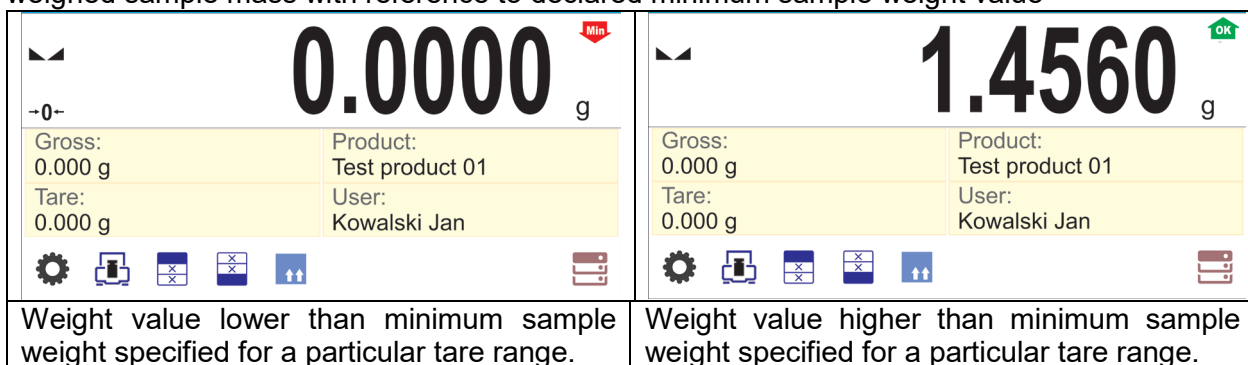 weighed sample mass with reference to declared minimum sample weight value
0.0000 g
Min
→0←
Gross:
0.000 g
Product:
Test product 01
Tare:
0.000 g
User:
Kowalski Jan
1.4560 g
OK
Gross:
0.000 g
Product:
Test product 01
Tare:
0.000 g
User:
Kowalski Jan
Weight value lower than minimum sample
weight specified for a particular tare range.
Weight value higher than minimum sample
weight specified for a particular tare range.